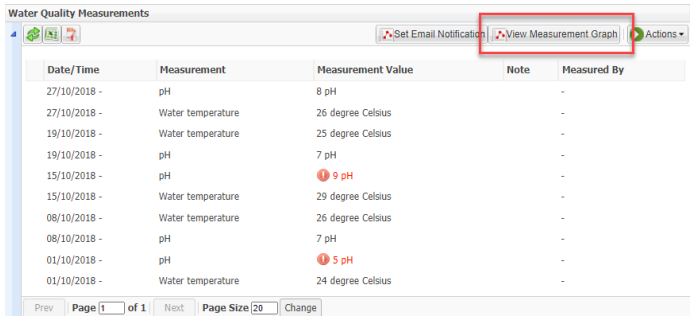 Water Quality Measurements
Set Email Notification View Measurement Graph Actions
Date/Time Measurement Measurement Value Note Measured By
27/10/2018 - pH 8 pH -
27/10/2018 - Water temperature 26 degree Celsius -
19/10/2018 - Water temperature 25 degree Celsius -
19/10/2018 - pH 7 pH -
15/10/2018 - pH 9 pH -
15/10/2018 - Water temperature 29 degree Celsius -
08/10/2018 - Water temperature 26 degree Celsius -
08/10/2018 - pH 7 pH -
01/10/2018 - pH 5 pH -
01/10/2018 - Water temperature 24 degree Celsius -
Prev Page 1 of 1 Next Page Size 20 Change